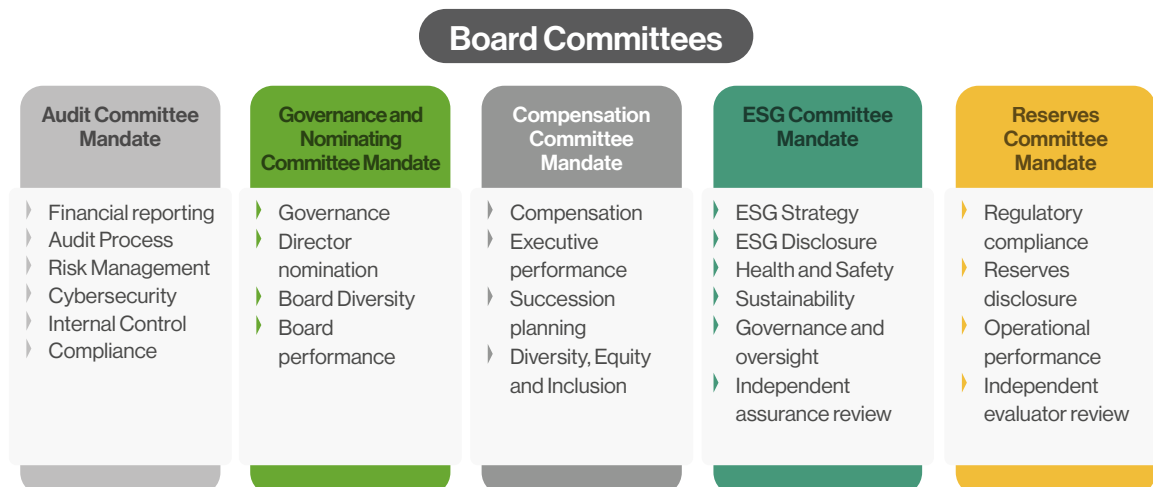 Board Committees
Audit Committee
Mandate
Financial reporting
Audit Process
Risk Management
Cybersecurity
Internal Control
Compliance
Governance and
Nominating
Committee Mandate
Governance
Director
nomination
Board Diversity
Board
performance
Compensation
Committee
Mandate
Compensation
Executive
performance
Succession
planning
Diversity, Equity
and Inclusion
ESG Committee
Mandate
ESG Strategy
ESG Disclosure
Health and Safety
Sustainability
Governance and
oversight
Independent
assurance review
Reserves
Committee
Mandate
Regulatory
compliance
Reserves
disclosure
Operational
performance
Independent
evaluator review